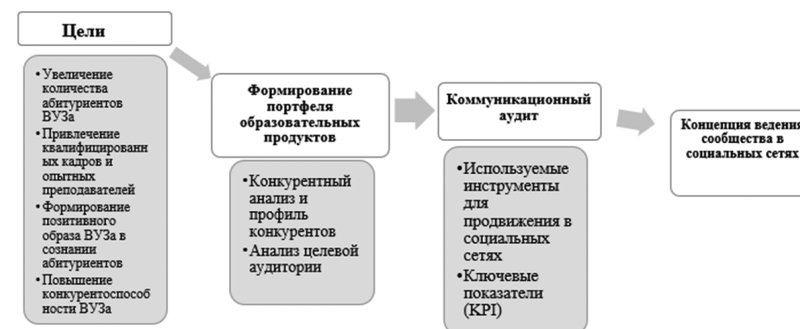 Цели
• Увеличение
количества
абитуриентов
ВУЗа
• Привлечение
квалифицированн
ых кадров и
опытных
преподавателей
• Формирование
позитивного
образа ВУЗа в
сознании
абитуриентов
• Повышение
конкурентоспособ
ности ВУЗа
Формирование
портфеля
образовательных
продуктов
• Конкурентный
анализ и
профиль
конкурентов
• Анализ целевой
аудитории
Коммуникационный
аудит
• Используемые
инструменты
для
продвижения в
социальных
сетях
• Ключевые
показатели
(KPI)
Концепция ведения
сообщества в
социальных сетях